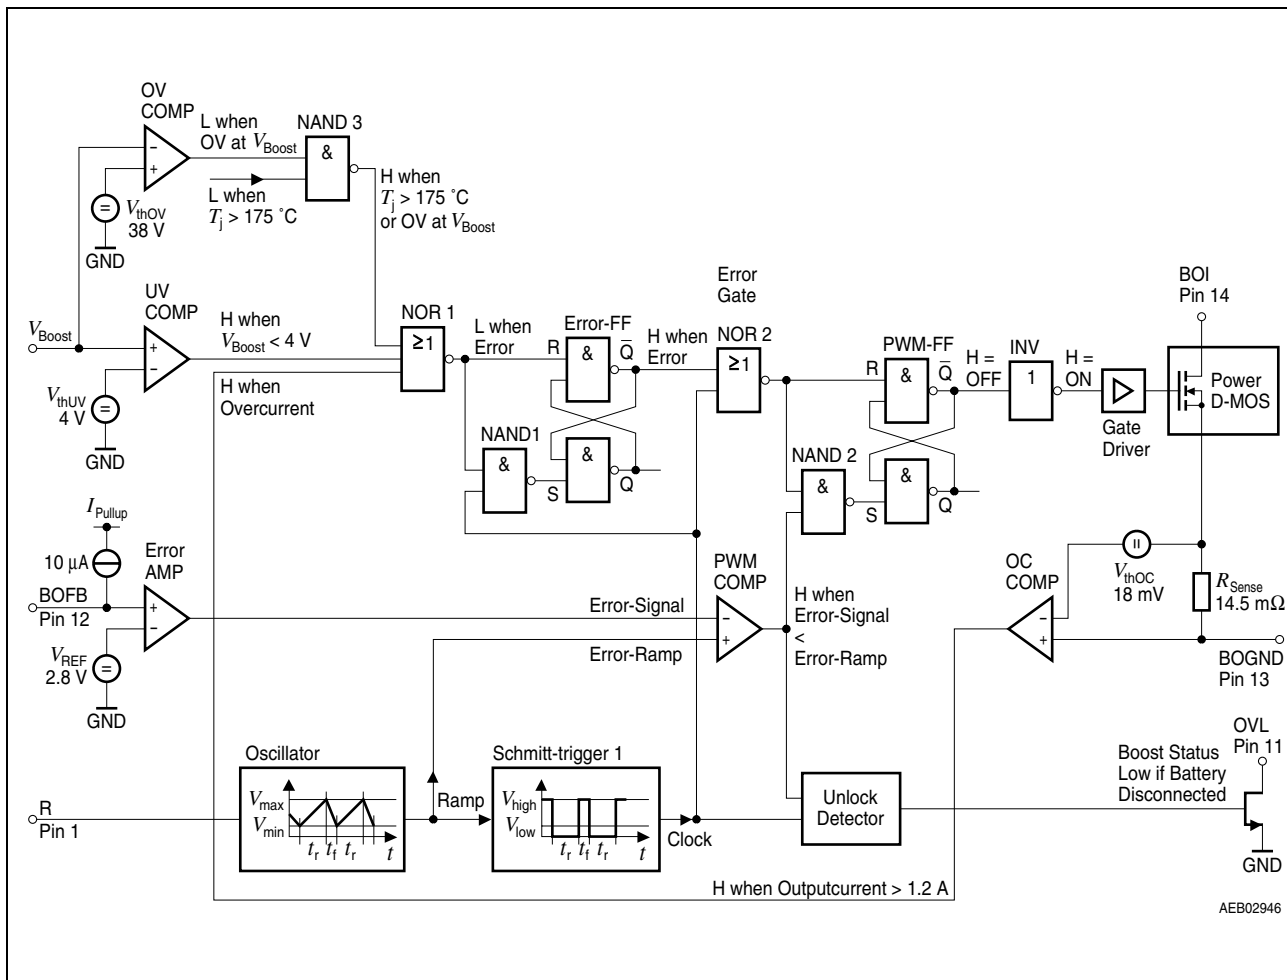 OV
COMP
L when
OV at VBoost
NAND 3
&
−
+
L when
Tj > 175 ˚C
H when
Tj > 175 ˚C
or OV at VBoost
=
VthOV
38 V
GND
UV
COMP
VBoost
+
−
H when
VBoost < 4 V
H when
Overcurrent
=
VthUV
4 V
GND
NOR 1
≥1
L when
Error
Error-FF
R
&
Q
H when
Error
NAND1
&
S
&
Q
Error
Gate
NOR 2
≥1
PWM-FF
R
&
Q
H =
OFF
INV
1
H =
ON
NAND 2
&
S
&
Q
Gate
Driver
BOI
Pin 14
Power
D-MOS
IPullup
10 µA
BOFB
Pin 12
Error
AMP
+
−
=
VREF
2.8 V
GND
Error-Signal
Error-Ramp
PWM
COMP
−
+
H when
Error-Signal
<
Error-Ramp
OC
COMP
−
+
=
VthOC
18 mV
RSense
14.5 mΩ
BOGND
Pin 13
R
Pin 1
Oscillator
Vmax
Vmin
tr tf tr t
Ramp
Schmitt-trigger 1
Vhigh
Vlow
tr tf tr t
Clock
Unlock
Detector
Boost Status
Low if Battery
Disconnected
OVL
Pin 11
GND
H when Outputcurrent > 1.2 A
AEB02946